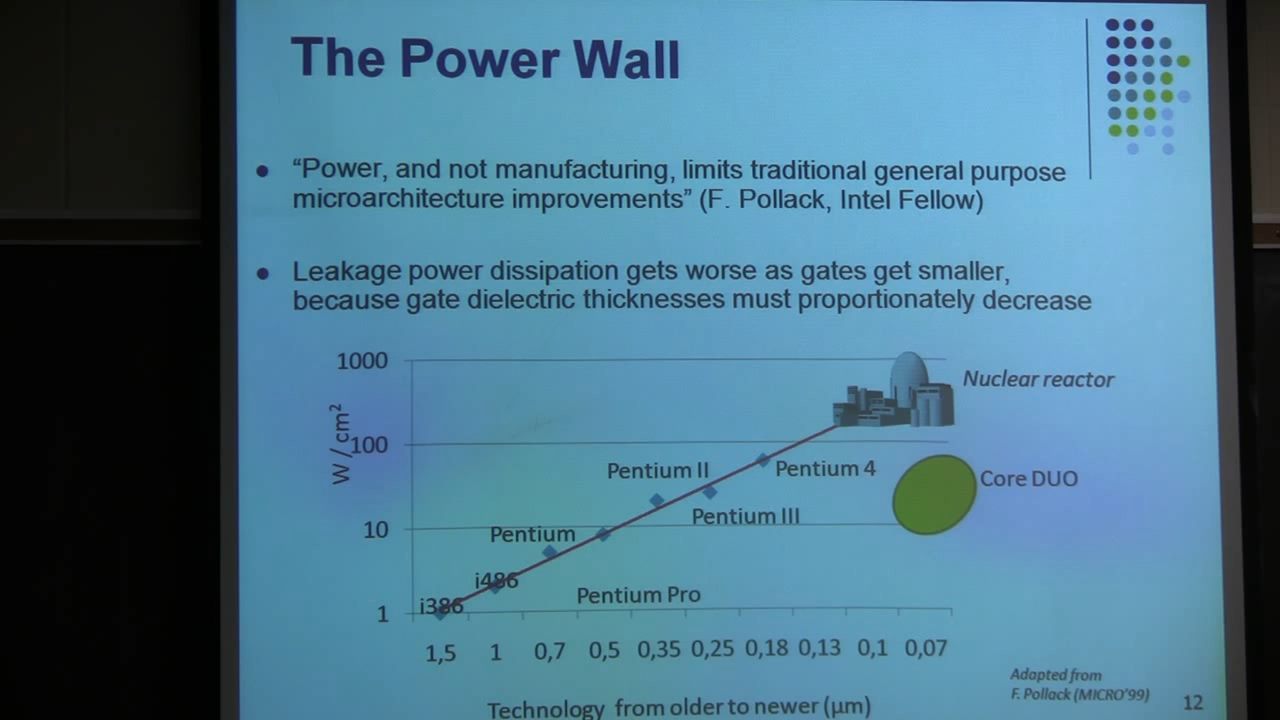 The Power Wall
“Power, and not manufacturing, limits traditional general purpose
microarchitecture improvements” (F. Pollack, Intel Fellow)
Leakage power dissipation gets worse as gates get smaller,
because gate dielectric thicknesses must proportionately decrease
1000
Nuclear reactor
W / cm²
100
Pentium II
Pentium 4
Core DUO
Pentium III
10
Pentium
i486
Pentium Pro
i386
1
1,5 1 0,7 0,5 0,35 0,25 0,18 0,13 0,1 0,07
Technology from older to newer (μm)
Adapted from
F. Pollack (MICRO’99)
12